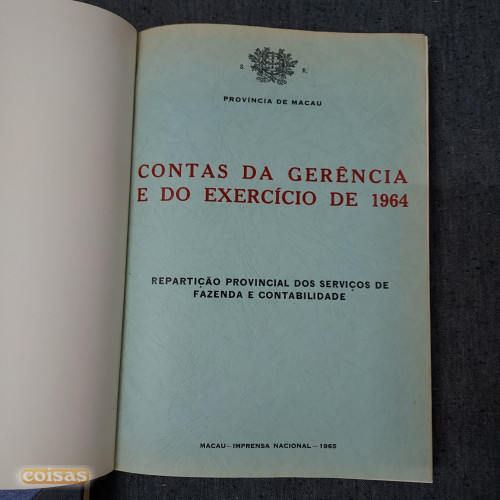 S. R.
PROVÍNCIA DE MACAU
CONTAS DA GERÊNCIA
E DO EXERCÍCIO DE 1964
REPARTIÇÃO PROVINCIAL DOS SERVIÇOS DE
FAZENDA E CONTABILIDADE
MACAU—IMPRENSA NACIONAL—1965
coisas